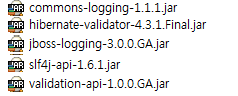 commons-logging-1.1.1.jar
hibernate-validator-4.3.1.Final.jar
jboss-logging-3.0.0.GA.jar
slf4j-api-1.6.1.jar
validation-api-1.0.0.GA.jar